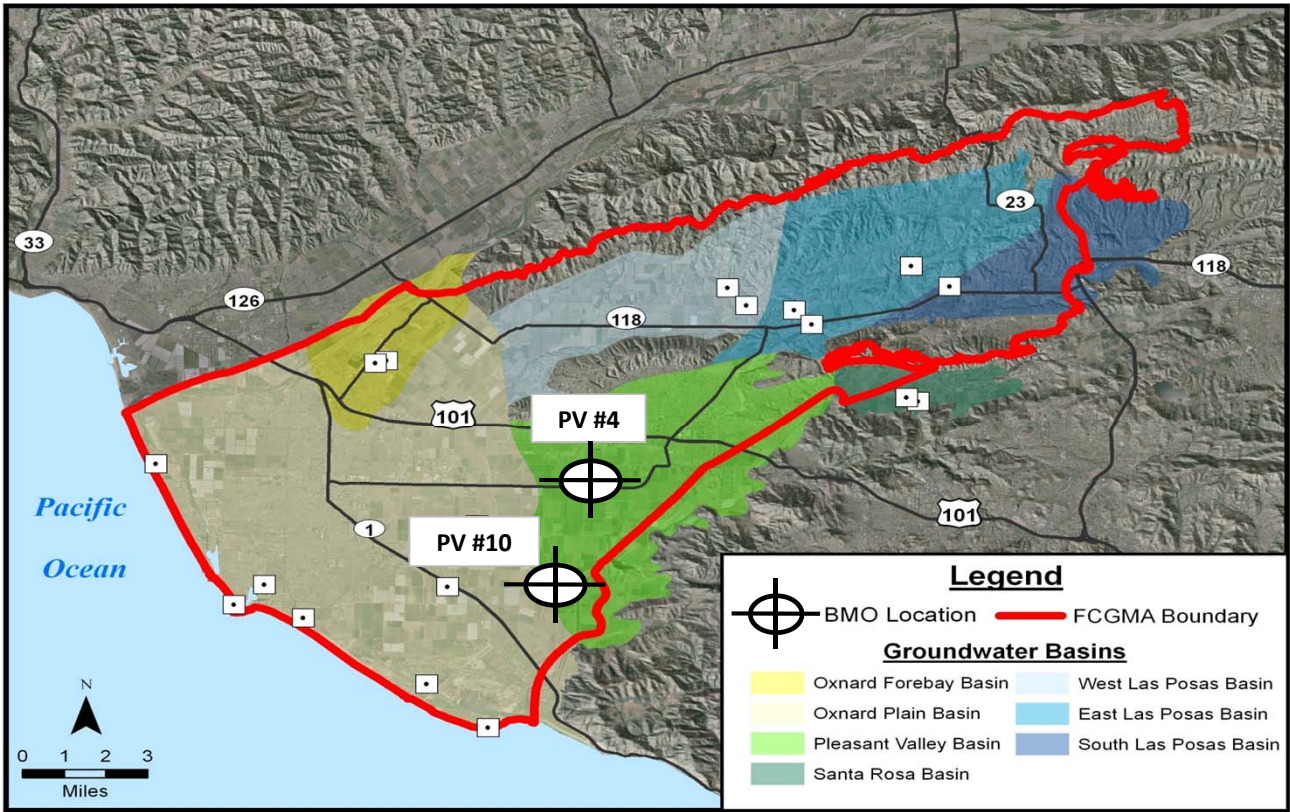 33
126
118
23
118
101
PV #4
101
1
PV #10
Pacific
Ocean
N
0 1 2 3
Miles
Legend
BMO Location
FCGMA Boundary
Groundwater Basins
Oxnard Forebay Basin
West Las Posas Basin
Oxnard Plain Basin
East Las Posas Basin
Pleasant Valley Basin
South Las Posas Basin
Santa Rosa Basin